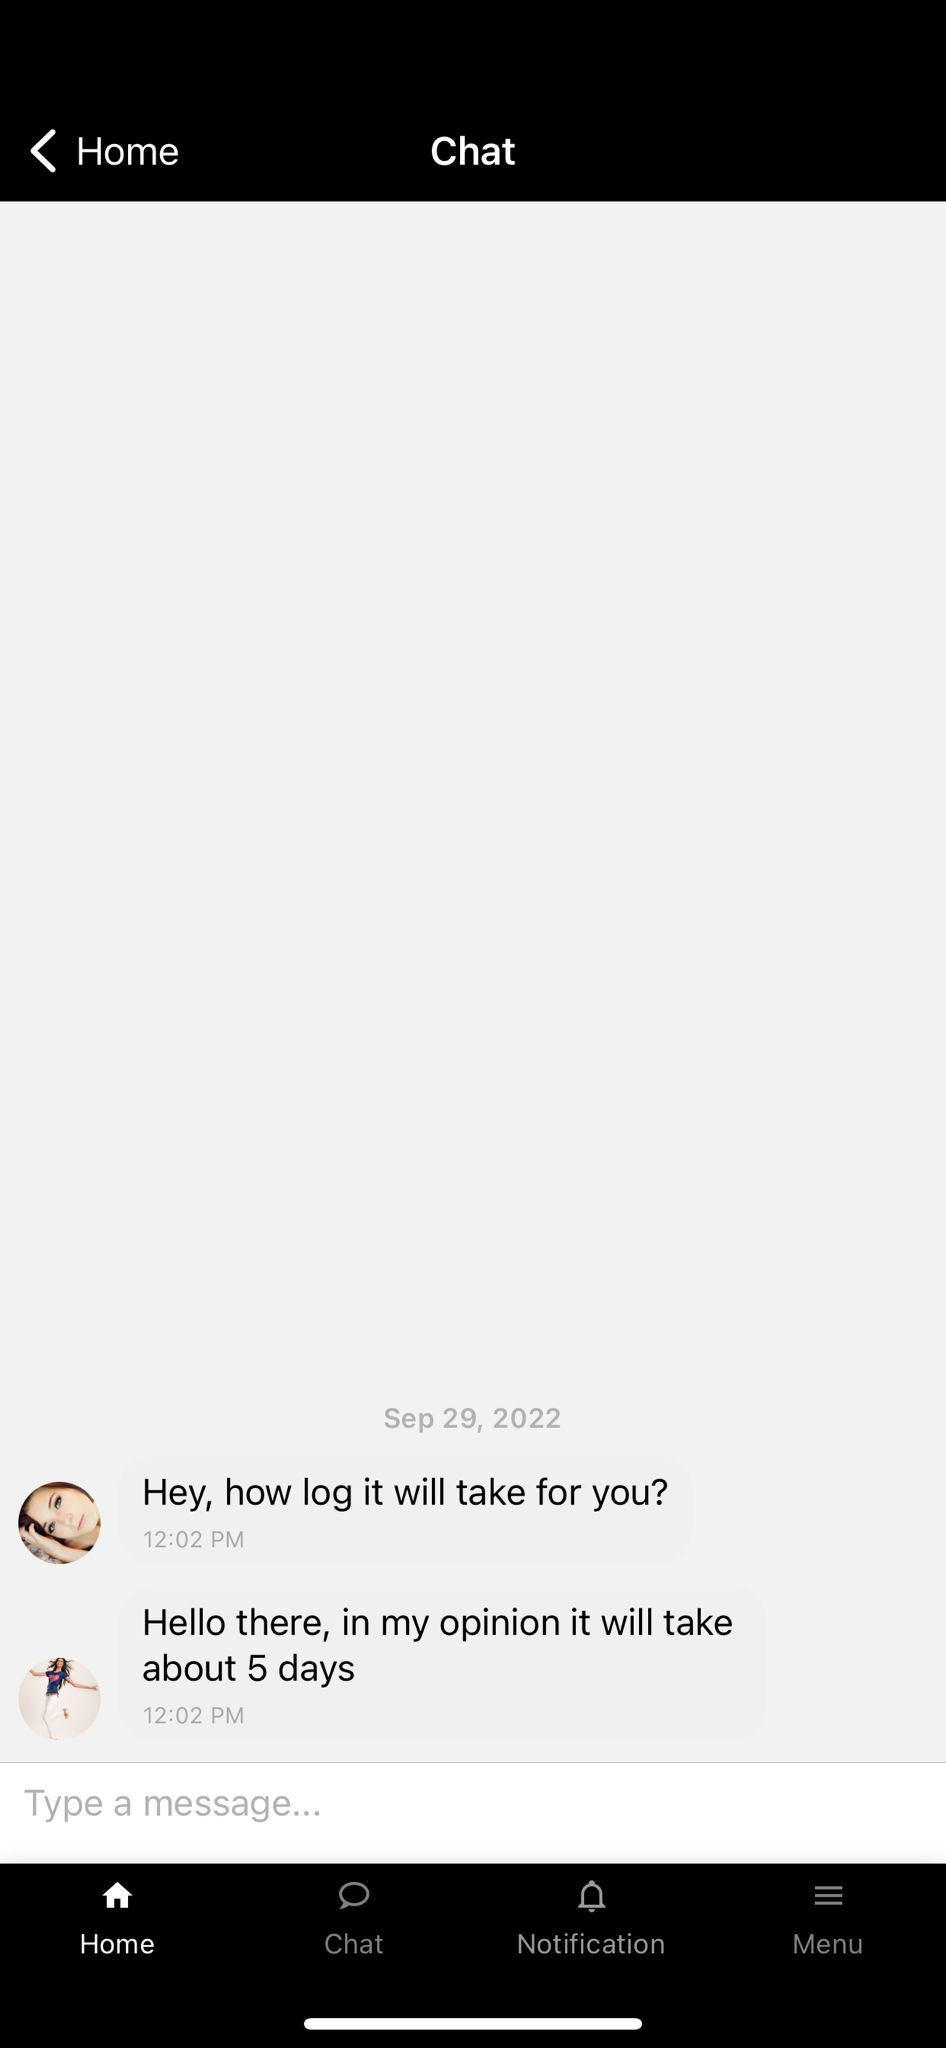 Home
Chat
Sep 29, 2022
Hey, how log it will take for you?
12:02 PM
Hello there, in my opinion it will take
about 5 days
12:02 PM
Type a message...
Home
Chat
Notification
Menu